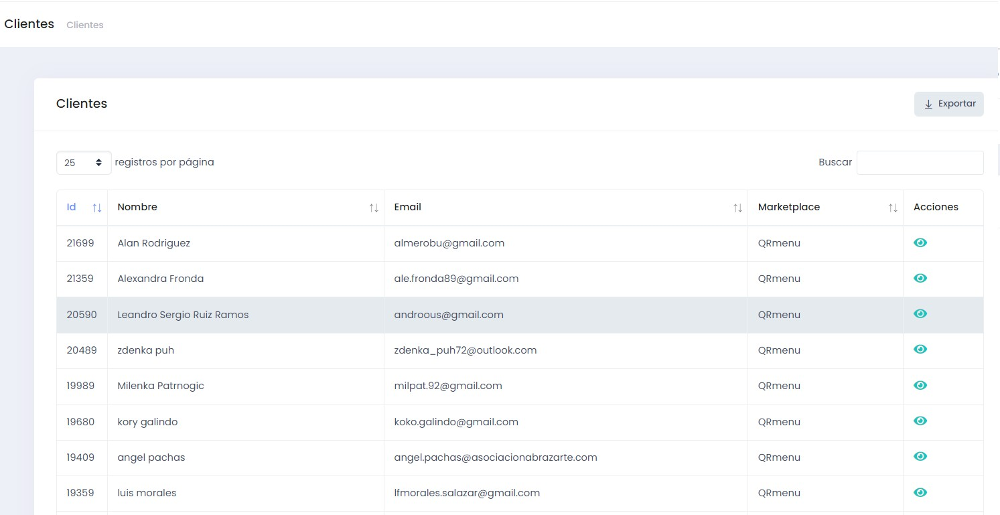 Clientes Clientes
Clientes
Exportar
25 registros por página
Buscar
Id Nombre Email Marketplace Acciones
21699 Alan Rodriguez almerobu@gmail.com QRmenu
21359 Alexandra Fronda ale.fronda89@gmail.com QRmenu
20590 Leandro Sergio Ruiz Ramos androous@gmail.com QRmenu
20489 zdenka puh zdenka_puh72@outlook.com QRmenu
19989 Milenka Patrnogic milpat.92@gmail.com QRmenu
19680 kory galindo koko.galindo@gmail.com QRmenu
19409 angel pachas angel.pachas@asociacionabrazarte.com QRmenu
19359 luis morales lfmorales.salazar@gmail.com QRmenu